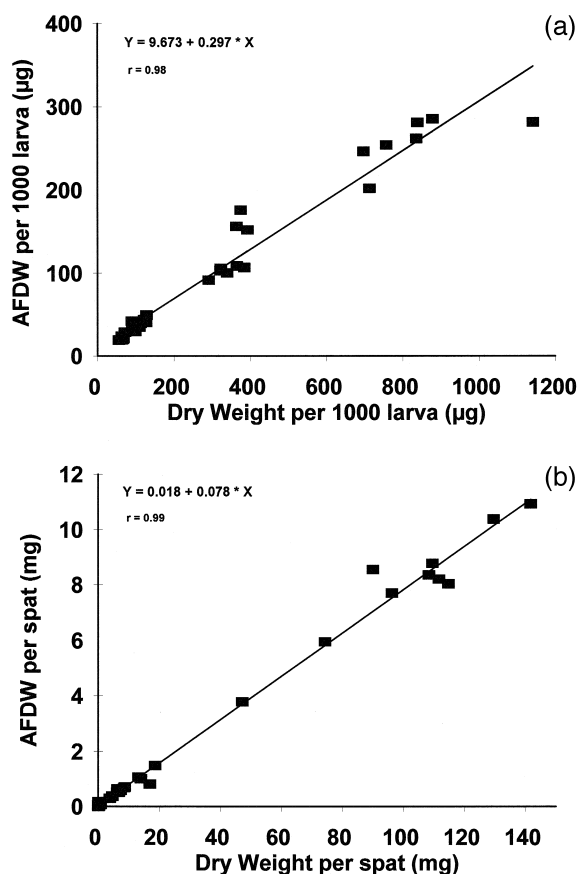 (a)
Y = 9.673 + 0.297 * X
r = 0.98
AFDW per 1000 larva (µg)
400
300
200
100
0
0 200 400 600 800 1000 1200
Dry Weight per 1000 larva (µg)
(b)
Y = 0.018 + 0.078 * X
r = 0.99
AFDW per spat (mg)
12
10
8
6
4
2
0
0 20 40 60 80 100 120 140
Dry Weight per spat (mg)